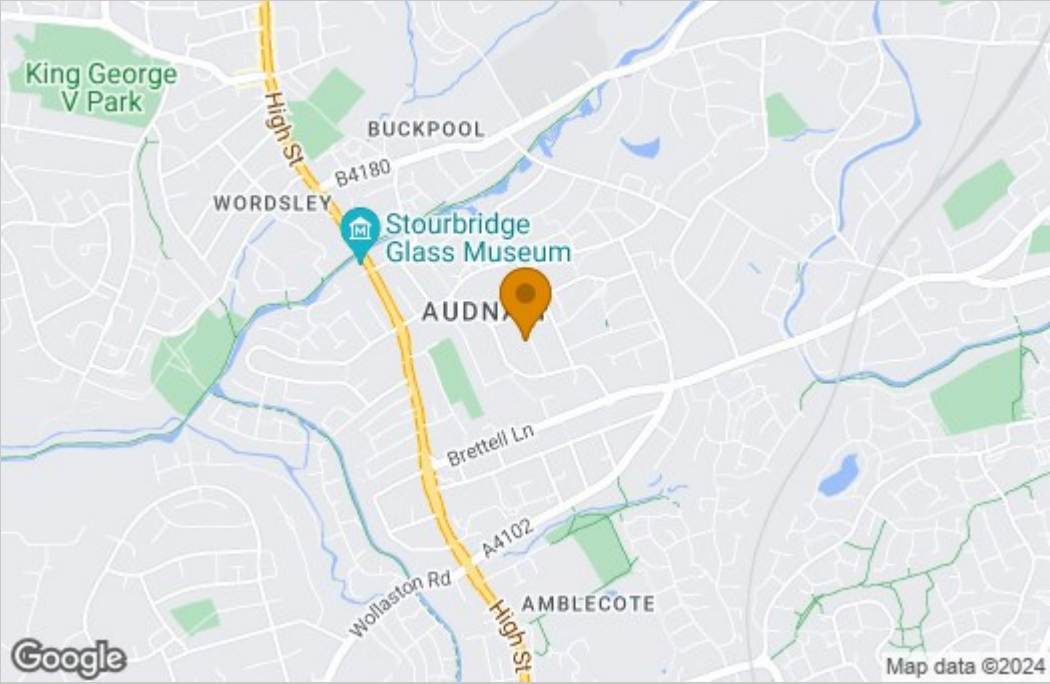 King George
V Park
High St
BUCKPOOL
B4180
WORDSLEY
M
Stourbridge
Glass Museum
Brettell Ln
A4102
Wollaston Rd
AMBLECOTE
High St
Google
Map data ©2024